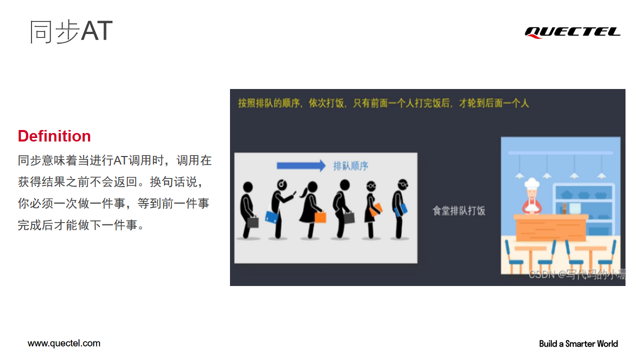 同步AT
QUECTEL
按照排队的顺序，依次打饭，只有前面一个人打完饭后，才轮到后面一个人
Definition
同步意味着当进行AT调用时，调用在
获得结果之前不会返回。换句话说，
你必须一次做一件事，等到前一件事
完成后才能做下一件事。
排队顺序
食堂排队打饭
CSDN @写代码的小
www.quectel.com
Build a Smarter World